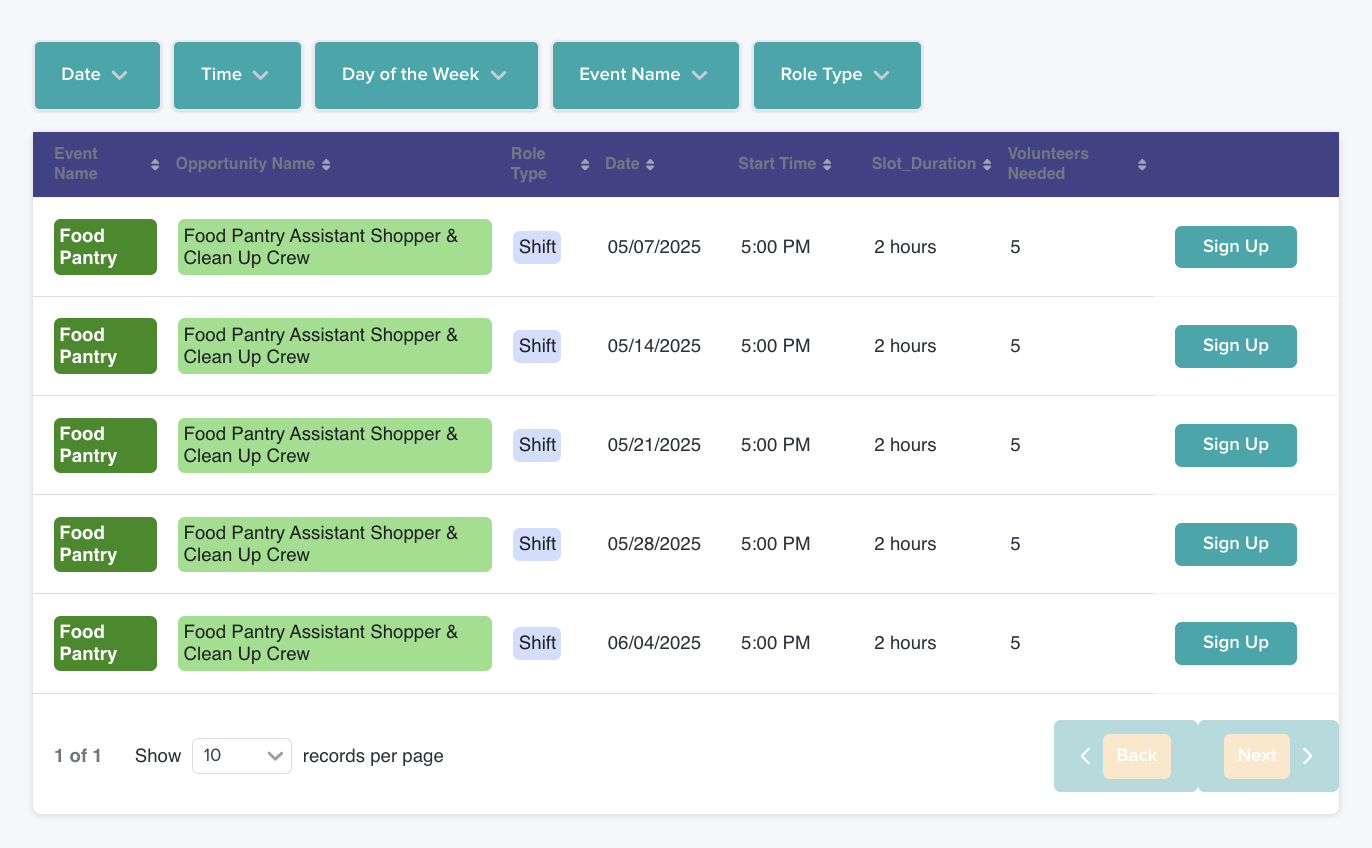 Date Time Day of the Week Event Name Role Type
Event Name Opportunity Name Role Type Date Start Time Slot_Duration Volunteers Needed
Food Pantry Food Pantry Assistant Shopper & Clean Up Crew Shift 05/07/2025 5:00 PM 2 hours 5 Sign Up
Food Pantry Food Pantry Assistant Shopper & Clean Up Crew Shift 05/14/2025 5:00 PM 2 hours 5 Sign Up
Food Pantry Food Pantry Assistant Shopper & Clean Up Crew Shift 05/21/2025 5:00 PM 2 hours 5 Sign Up
Food Pantry Food Pantry Assistant Shopper & Clean Up Crew Shift 05/28/2025 5:00 PM 2 hours 5 Sign Up
Food Pantry Food Pantry Assistant Shopper & Clean Up Crew Shift 06/04/2025 5:00 PM 2 hours 5 Sign Up
1 of 1 Show 10 records per page Back Next